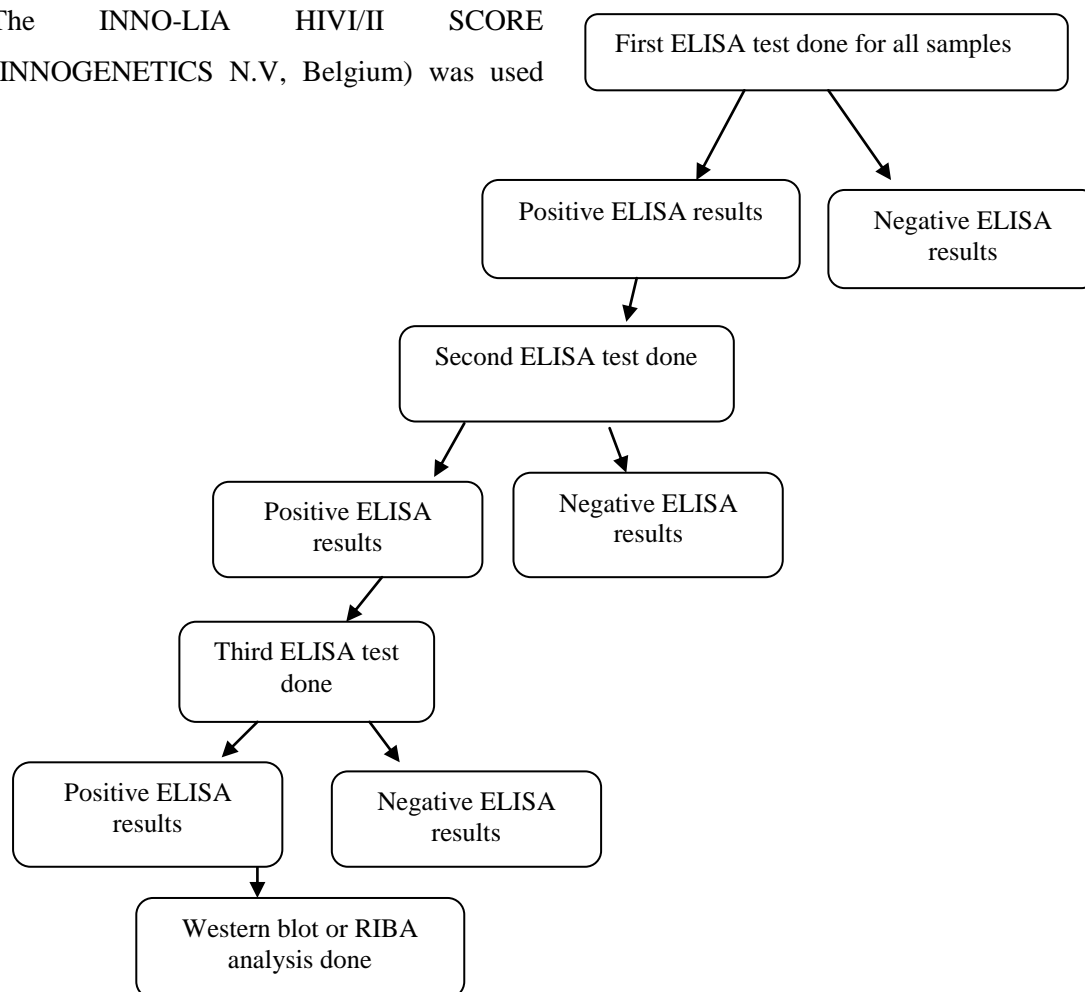 The INNO-LIA HIVI/II SCORE
INNOGENETICS N.V, Belgium) was used
First ELISA test done for all samples
Positive ELISA results
Negative ELISA
results
Second ELISA test done
Positive ELISA
results
Negative ELISA
results
Third ELISA test
done
Positive ELISA
results
Negative ELISA
results
Western blot or RIBA
analysis done